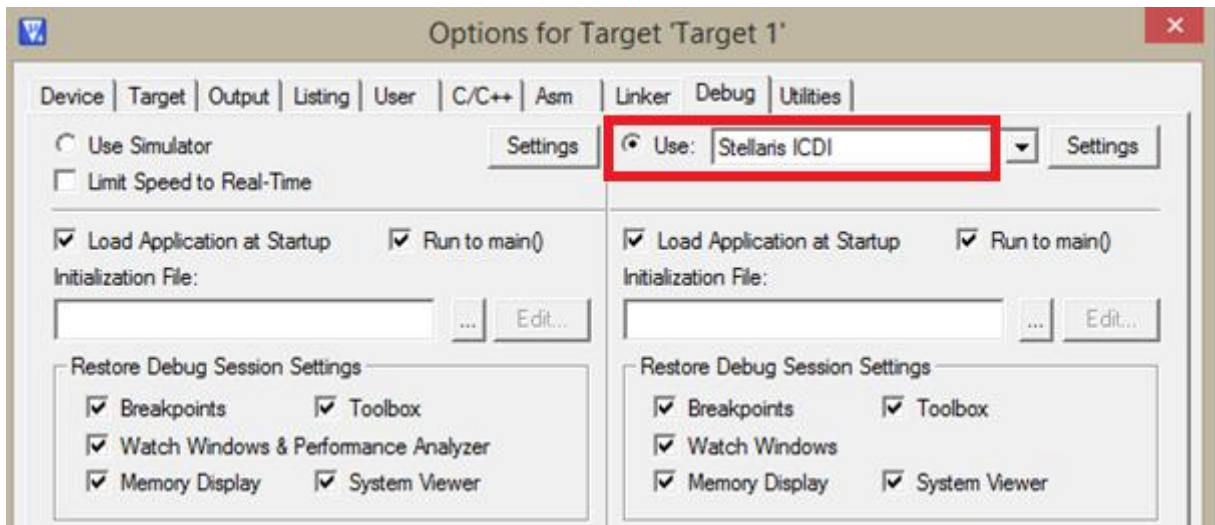 Options for Target 'Target 1'
Device Target Output Listing User C/C++ Asm Linker Debug Utilities
Use Simulator Settings
Limit Speed to Real-Time
Use: Stellaris ICDI Settings
Load Application at Startup Run to main()
Initialization File:
... Edit...
Restore Debug Session Settings
Breakpoints Toolbox
Watch Windows & Performance Analyzer
Memory Display System Viewer
Load Application at Startup Run to main()
Initialization File:
... Edit...
Restore Debug Session Settings
Breakpoints Toolbox
Watch Windows
Memory Display System Viewer